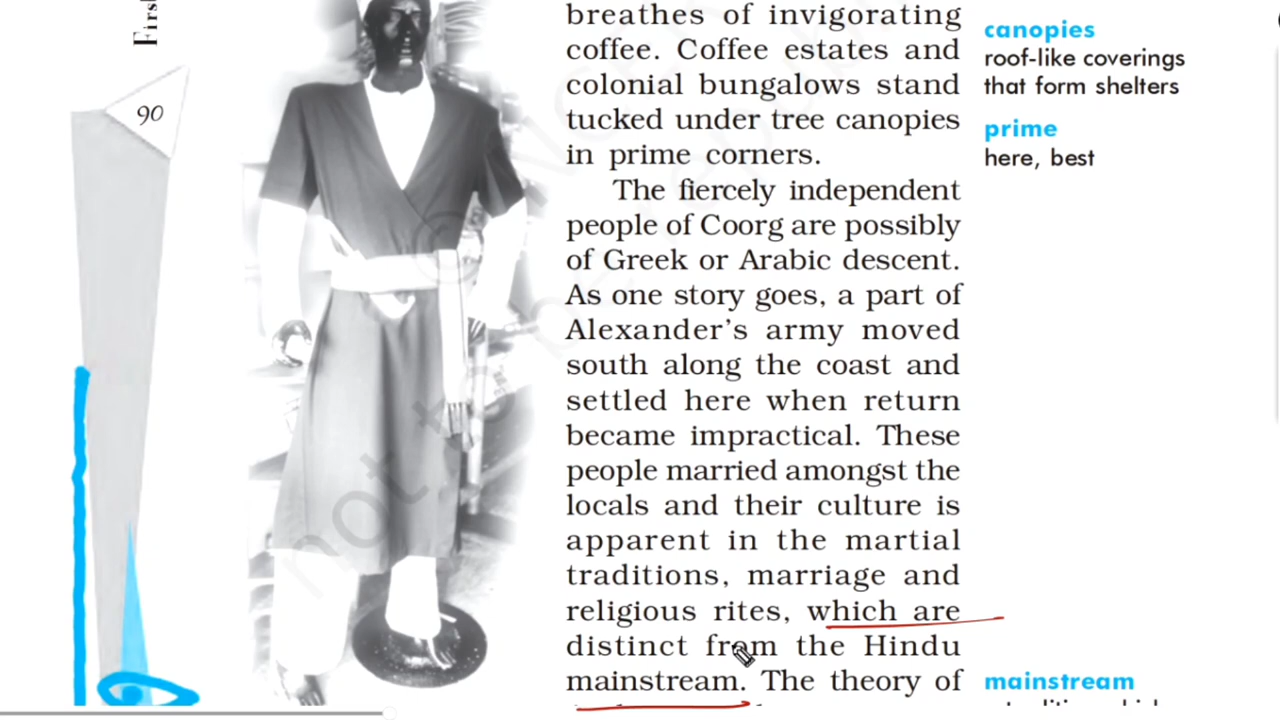 First
90
breathes of invigorating
coffee. Coffee estates and
colonial bungalows stand
tucked under tree canopies
in prime corners.
The fiercely independent
people of Coorg are possibly
of Greek or Arabic descent.
As one story goes, a part of
Alexander’s army moved
south along the coast and
settled here when return
became impractical. These
people married amongst the
locals and their culture is
apparent in the martial
traditions, marriage and
religious rites, which are
distinct from the Hindu
mainstream. The theory of
canopies
roof-like coverings
that form shelters
prime
here, best
mainstream
not to be